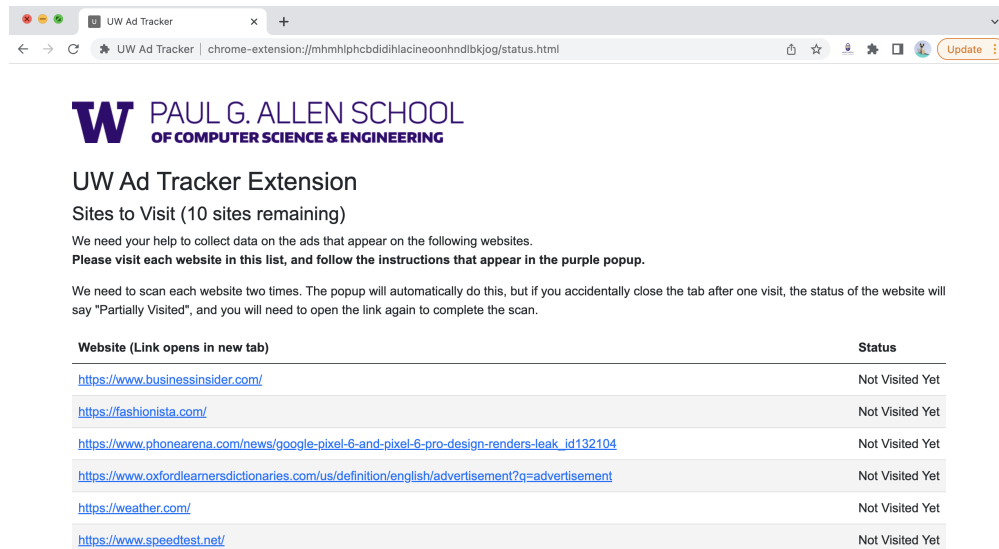 UW Ad Tracker
UW Ad Tracker | chrome-extension://mhmhlphcbdidihlacineoonhndlbkjog/status.html
Update
W PAUL G. ALLEN SCHOOL
OF COMPUTER SCIENCE & ENGINEERING
UW Ad Tracker Extension
Sites to Visit (10 sites remaining)
We need your help to collect data on the ads that appear on the following websites.
Please visit each website in this list, and follow the instructions that appear in the purple popup.
We need to scan each website two times. The popup will automatically do this, but if you accidentally close the tab after one visit, the status of the website will
say "Partially Visited", and you will need to open the link again to complete the scan.
Website (Link opens in new tab) Status
https://www.businessinsider.com/ Not Visited Yet
https://fashionista.com/ Not Visited Yet
https://www.phonearena.com/news/google-pixel-6-and-pixel-6-pro-design-renders-leak_id132104 Not Visited Yet
https://www.oxfordlearnersdictionaries.com/us/definition/english/advertisement?q=advertisement Not Visited Yet
https://weather.com/ Not Visited Yet
https://www.speedtest.net/ Not Visited Yet